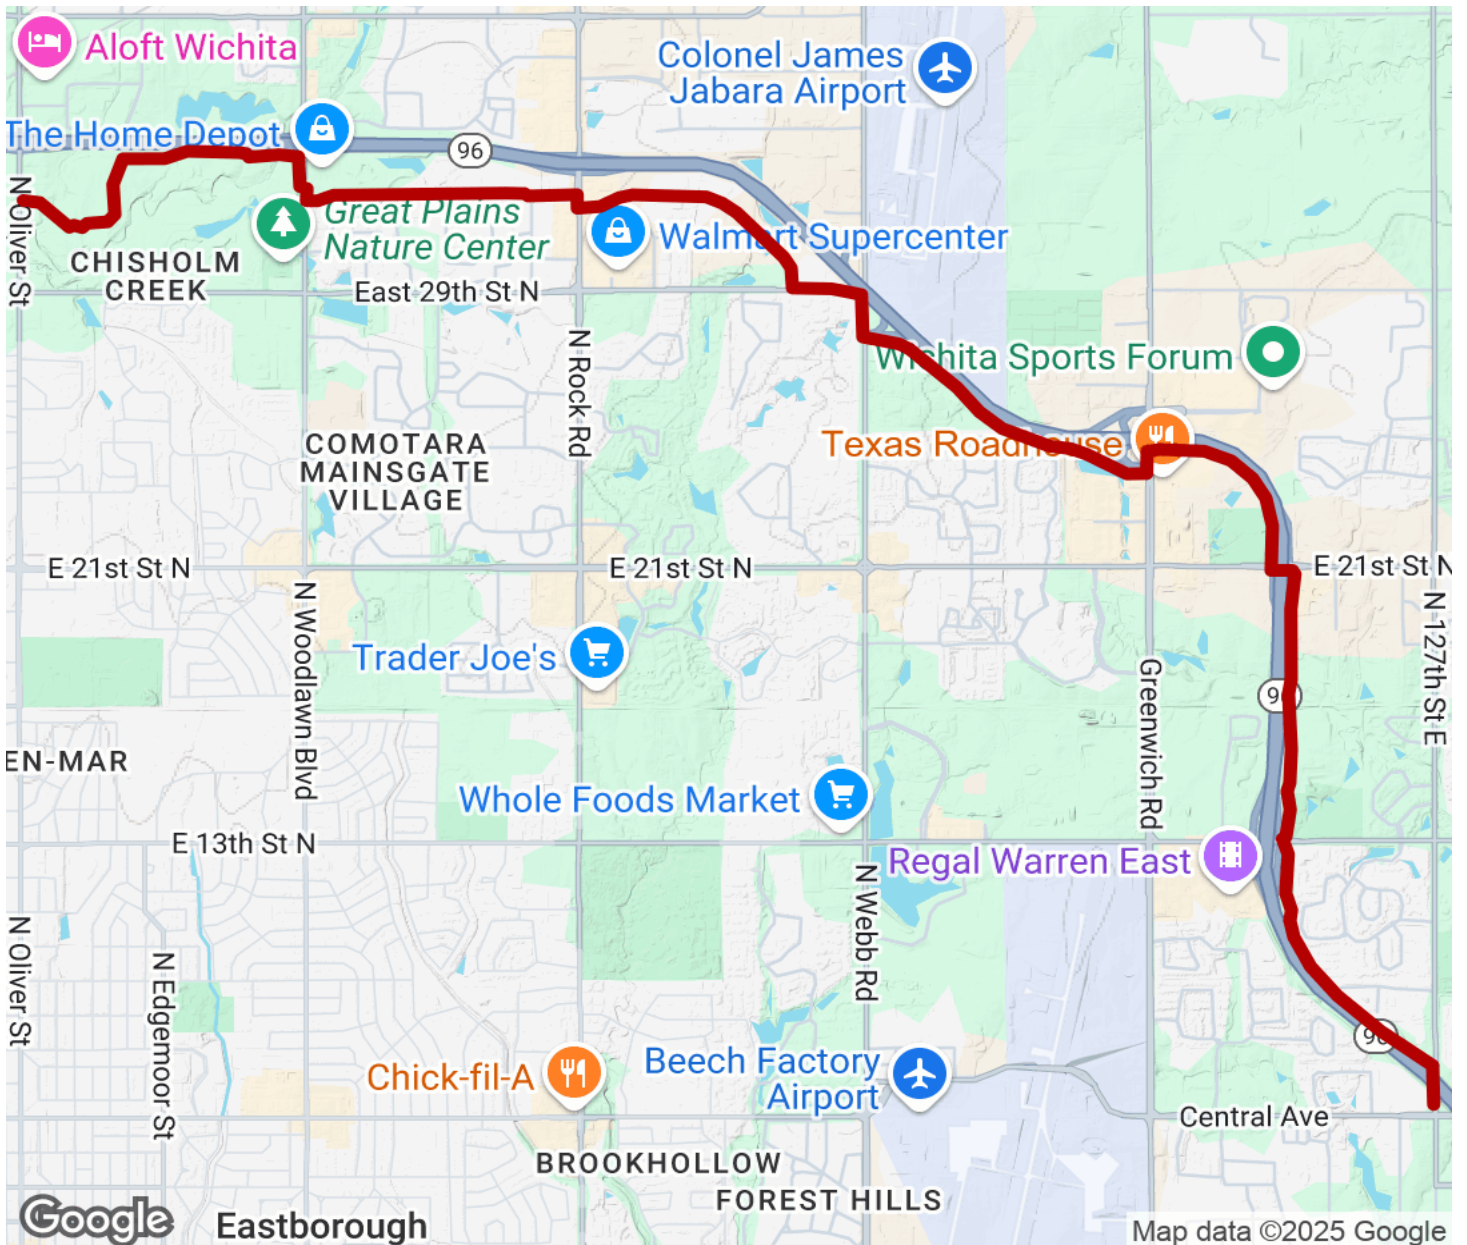 Aloft Wichita
Colonel James
Jabara Airport
The Home Depot
96
N Oliver St
Great Plains
Nature Center
Walmart Supercenter
CHISHOLM
CREEK
East 29th St N
N Rock Rd
Wichita Sports Forum
COMOTARA
MAINSGATE
VILLAGE
Texas Roadhouse
E 21st St N
E 21st St N
E 21st St N
N Woodlawn Blvd
N 127th St E
Trader Joe's
Greenwich Rd
96
EN-MAR
Whole Foods Market
E 13th St N
Regal Warren East
N Webb Rd
N Oliver St
N Edgemoor St
96
Chick-fil-A
Beech Factory
Airport
Central Ave
BROOKHOLLOW
FOREST HILLS
Google
Eastborough
Map data ©2025 Google